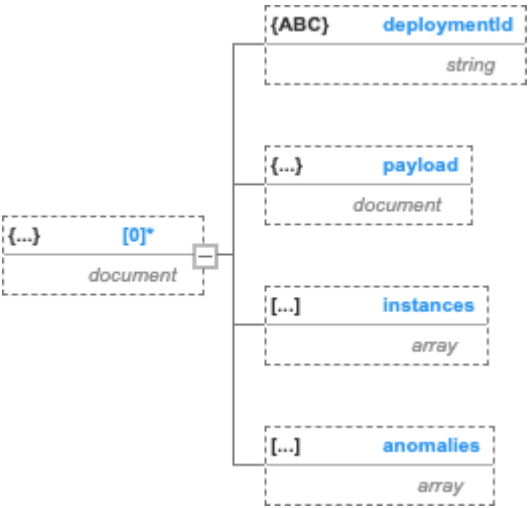 {ABC} deploymentId
string
{...} payload
document
{...} [0]*
document
[...] instances
array
[...] anomalies
array